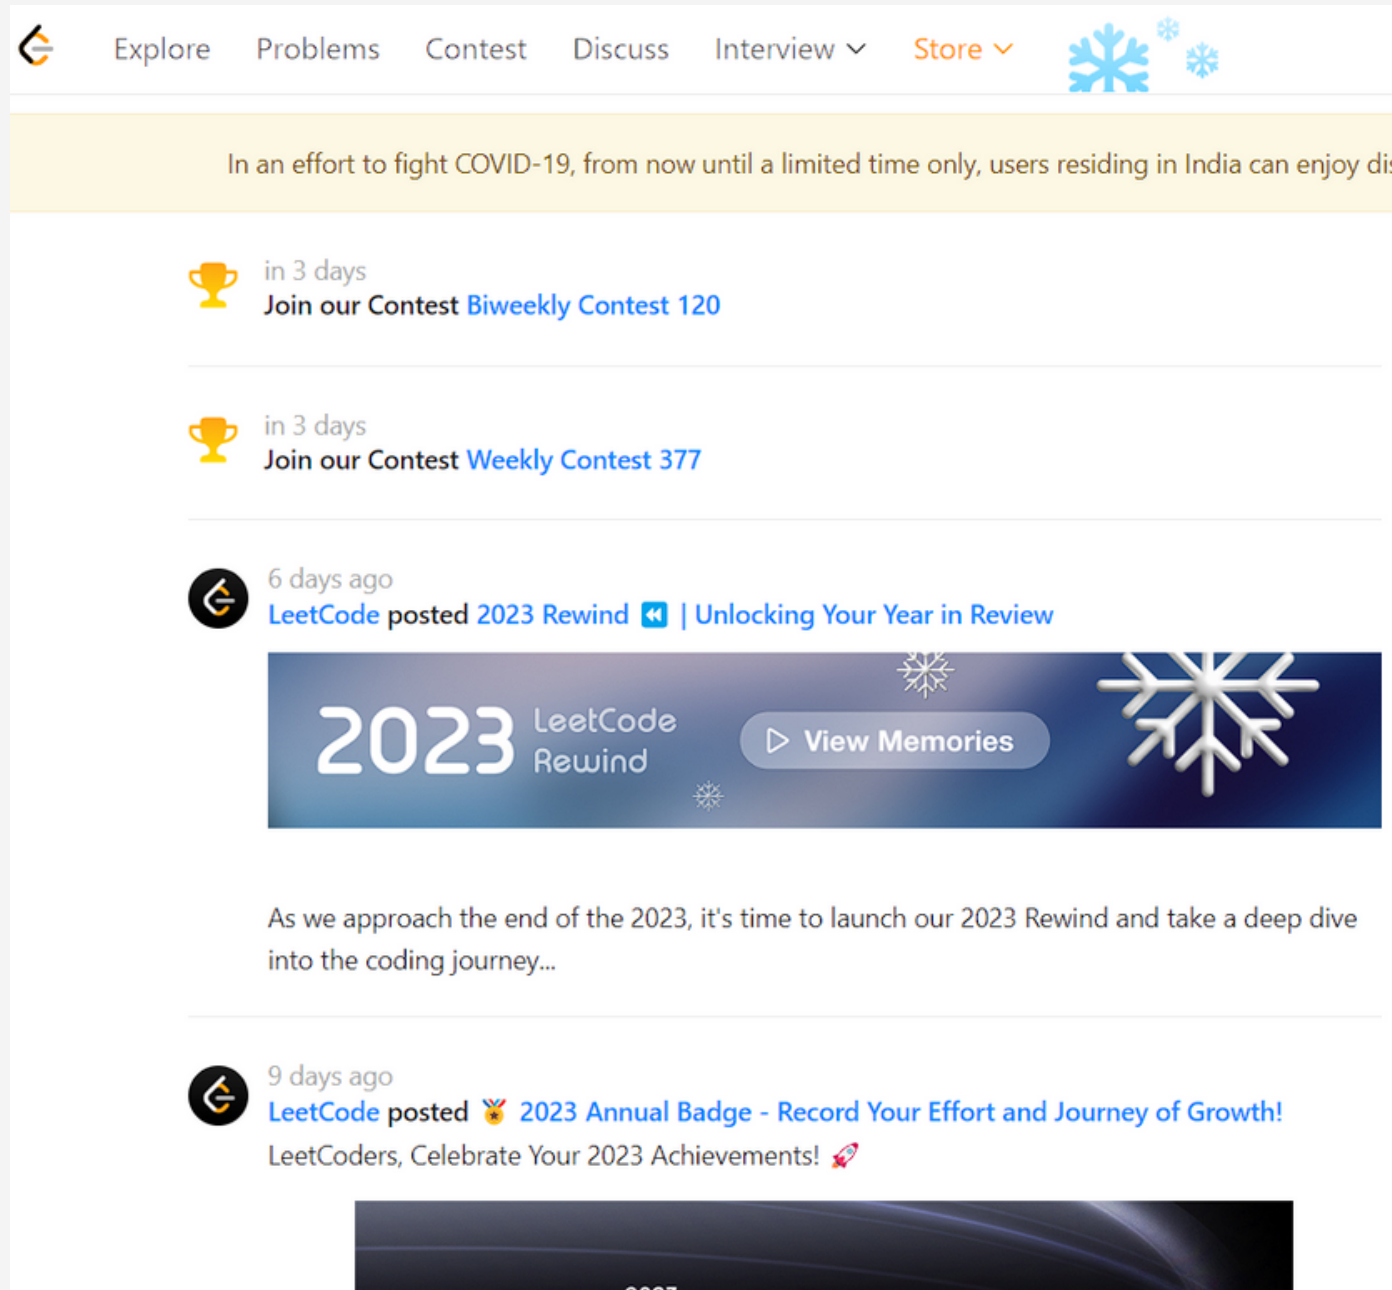 Explore Problems Contest Discuss Interview Store
In an effort to fight COVID-19, from now until a limited time only, users residing in India can enjoy
in 3 days
Join our Contest Biweekly Contest 120
in 3 days
Join our Contest Weekly Contest 377
6 days ago
LeetCode posted 2023 Rewind ⏪ | Unlocking Your Year in Review
2023 LeetCode
Rewind
View Memories
As we approach the end of the 2023, it's time to launch our 2023 Rewind and take a deep dive
into the coding journey...
9 days ago
LeetCode posted 🏅 2023 Annual Badge - Record Your Effort and Journey of Growth!
LeetCoders, Celebrate Your 2023 Achievements! 🚀